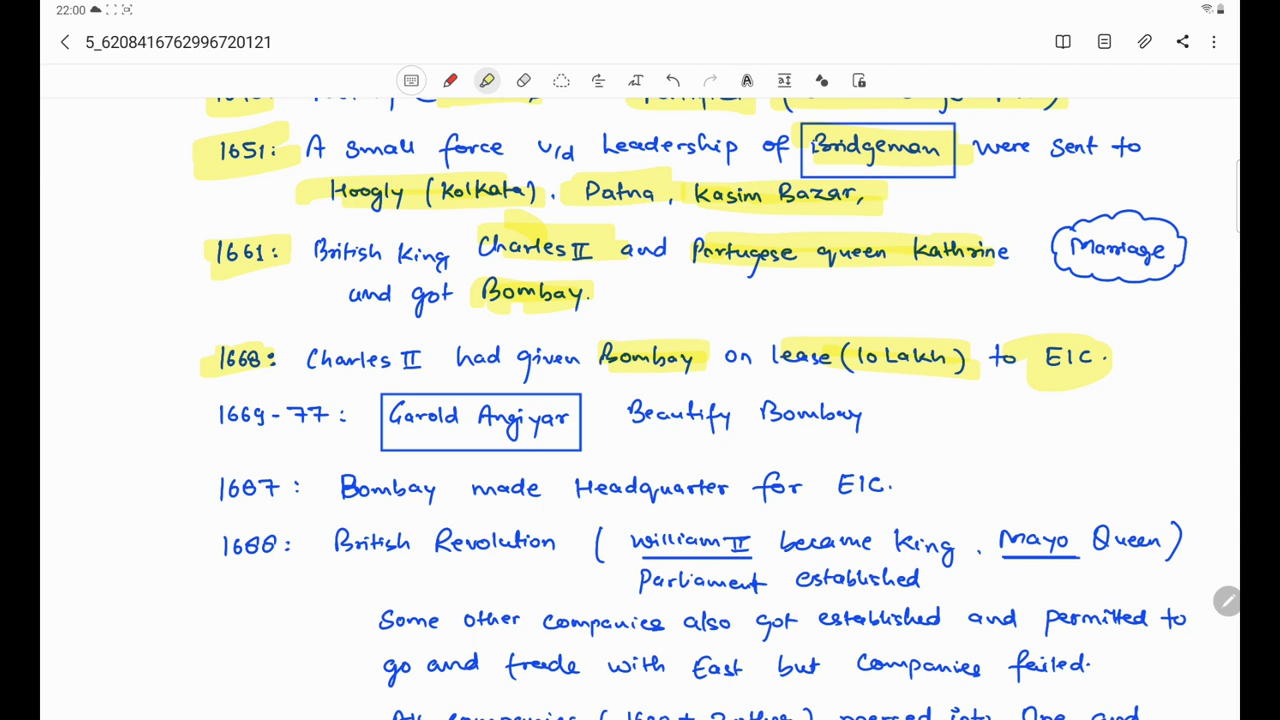 22:00
5_6208416762996720121
1651: A small force u/d Leadership of Bridgeman were sent to
Hoogly (Kolkata). Patna, Kasim Bazar,
1661: British King Charles II and Portugese queen Kathrine Marriage
and got Bombay.
1668: Charles II had given Bombay on lease (10 Lakh) to EIC.
1669-77: Garold Angiyar Beautify Bombay
1687: Bombay made Headquarter for EIC.
1688: British Revolution (William II became King, Mayo Queen)
Parliament established
Some other companies also got established and permitted to
go and trade with East but companies failed.